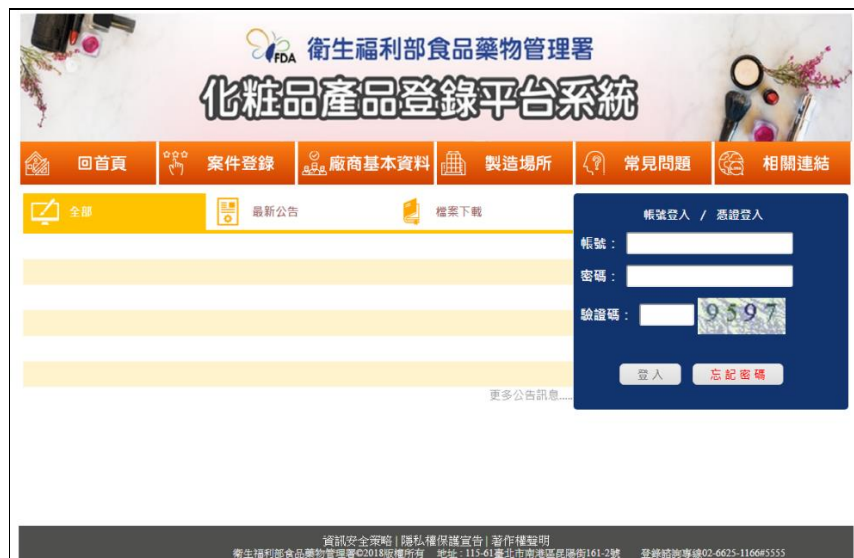 FDA 衛生福利部食品藥物管理署
化粧品產品登錄平台系統
回首頁 案件登錄 廠商基本資料 製造場所 常見問題 相關連結
全部 最新公告 檔案下載
帳號登入 / 憑證登入
帳號：
密碼：
驗證碼： 9597
登入 忘記密碼
更多公告訊息.....
資訊安全策略 | 隱私權保護宣告 | 著作權聲明
衛生福利部食品藥物管理署©2018版權所有 地址：115-61臺北市南港區昆陽街161-2號 登錄諮詢專線02-6625-1166#5555